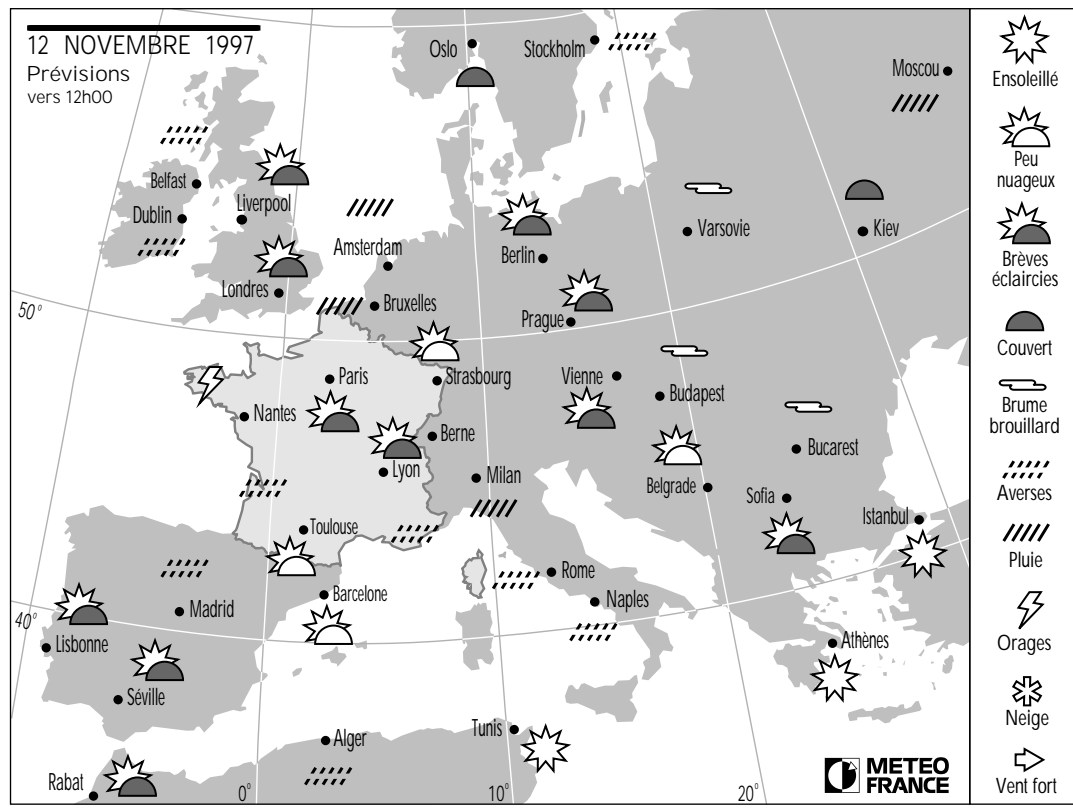 12 NOVEMBRE 1997
Prévisions
vers 12h00
Oslo
Stockholm
Moscou
Belfast
Dublin
Liverpool
Amsterdam
Berlin
Varsovie
Kiev
Londres
Bruxelles
Prague
50°
Paris
Strasbourg
Vienne
Budapest
Nantes
Berne
Bucarest
Lyon
Milan
Belgrade
Sofia
Istanbul
Toulouse
Rome
Barcelone
Naples
Madrid
40°
Lisbonne
Athènes
Séville
Alger
Tunis
Rabat
0°
10°
20°
METEO
FRANCE
Ensoleillé
Peu
nuageux
Brèves
éclaircies
Couvert
Brume
brouillard
Averses
Pluie
Orages
Neige
Vent fort